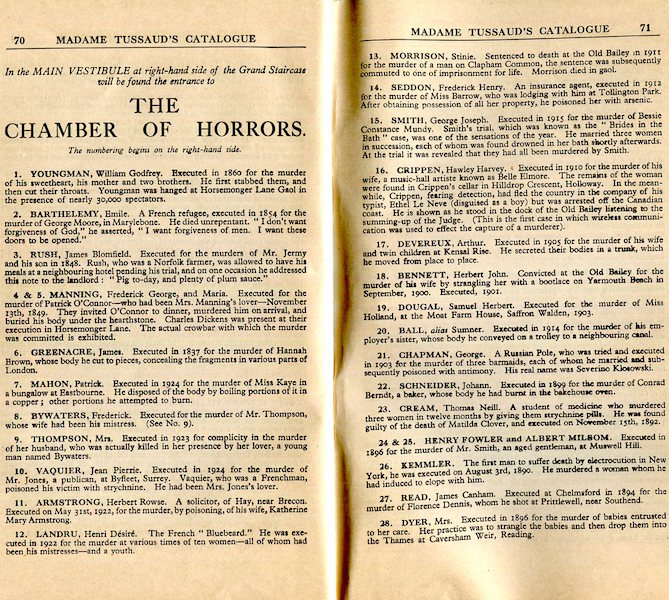 70 MADAME TUSSAUD'S CATALOGUE
In the MAIN VESTIBULE at right-hand side of the Grand Staircase
will be found the entrance to
THE
CHAMBER OF HORRORS.
The numbering begins on the right-hand side.
1. YOUNGMAN, William Godfrey. Executed in 1860 for the murder
of his sweetheart, his mother and two brothers. He first stabbed them, and
then cut their throats. Youngman was hanged at Horsemonger Lane Gaol in
the presence of nearly 30,000 spectators.
2. BARTHELEMY, Emile. A French refugee, executed in 1854 for the
murder of George Moore, in Marylebone. He died unrepentant. " I don't want
forgiveness of God," he asserted, " I want forgiveness of men. I want these
doors to be opened."
3. RUSH, James Blomfield. Executed for the murders of Mr. Jermy
and his son in 1848. Rush, who was a Norfolk farmer, was allowed to have his
meals at a neighbouring hotel pending his trial, and on one occasion he addressed
this note to the landlord : " Pig to-day, and plenty of plum sauce."
4 & 5. MANNING, Frederick George, and Maria. Executed for the
murder of Patrick O'Connor—who had been Mrs. Manning's lover—November
13th, 1849. They invited O'Connor to dinner, murdered him on arrival, and
buried his body under the hearthstone. Charles Dickens was present at their
execution in Horsemonger Lane. The actual crowbar with which the murder
was committed is exhibited.
6. GREENACRE, James. Executed in 1837 for the murder of Hannah
Brown, whose body he cut to pieces, concealing the fragments in various parts of
London.
7. MAHON, Patrick. Executed in 1924 for the murder of Miss Kaye in
a bungalow at Eastbourne. He disposed of the body by boiling portions of it in
a copper ; other portions he attempted to burn.
8. BYWATERS, Frederick. Executed for the murder of Mr. Thompson,
whose wife had been his mistress. (See No. 9).
9. THOMPSON, Mrs. Executed in 1923 for complicity in the murder
of her husband, who was actually killed in her presence by her lover, a young
man named Bywaters.
10. VAQUIER, Jean Pierrie. Executed in 1924 for the murder of
Mr. Jones, a publican, at Byfleet, Surrey. Vaquier, who was a Frenchman,
poisoned his victim with strychnine. He had been Mrs. Jones's lover.
11. ARMSTRONG, Herbert Rowse. A solicitor, of Hay, near Brecon.
Executed on May 31st, 1922, for the murder, by poisoning, of his wife, Katherine
Mary Armstrong.
12. LANDRU, Henri Désiré. The French " Bluebeard." He was exe-
cuted in 1922 for the murder at various times of ten women—all of whom had
been his mistresses—and a youth.
MADAME TUSSAUD'S CATALOGUE 71
13. MORRISON, Stinie. Sentenced to death at the Old Bailey in 1911
for the murder of a man on Clapham Common, the sentence was subsequently
commuted to one of imprisonment for life. Morrison died in gaol.
14. SEDDON, Frederick Henry. An insurance agent, executed in 1912
for the murder of Miss Barrow, who was lodging with him at Tollington Park.
After obtaining possession of all her property, he poisoned her with arsenic.
15. SMITH, George Joseph. Executed in 1915 for the murder of Bessie
Constance Mundy. Smith's trial, which was known as the " Brides in the
Bath " case, was one of the sensations of the year. He married three women
in succession, each of whom was found drowned in her bath shortly afterwards.
At the trial it was revealed that they had all been murdered by Smith.
16. CRIPPEN, Hawley Harvey. Executed in 1910 for the murder of his
wife, a music-hall artiste known as Belle Elmore. The remains of the woman
were found in Crippen's cellar in Hilldrop Crescent, Holloway. In the mean-
while, Crippen, fearing detection, had fled the country in the company of his
typist, Ethel Le Neve (disguised as a boy) but was arrested off the Canadian
coast. He is shown as he stood in the dock of the Old Bailey listening to the
summing-up of the Judge. (This is the first case in which wireless communi-
cation was used to effect the capture of a murderer).
17. DEVEREUX, Arthur. Executed in 1905 for the murder of his wife
and twin children at Kensal Rise. He secreted their bodies in a trunk, which
he moved from place to place.
18. BENNETT, Herbert John. Convicted at the Old Bailey for the
murder of his wife by strangling her with a bootlace on Yarmouth Beach in
September, 1900. Executed, 1901.
19. DOUGAL, Samuel Herbert. Executed for the murder of Miss
Holland, at the Moat Farm House, Saffron Walden, 1903.
20. BALL, alias Sumner. Executed in 1914 for the murder of his em-
ployer's sister, whose body he conveyed on a trolley to a neighbouring canal.
21. CHAPMAN, George. A Russian Pole, who was tried and executed
in 1903 for the murder of three barmaids, each of whom he married and sub-
sequently poisoned with antimony. His real name was Severino Klosowski.
22. SCHNEIDER, Johann. Executed in 1899 for the murder of Conrad
Berndt, a baker, whose body he had burnt in the bakehouse oven.
23. CREAM, Thomas Neill. A student of medicine who murdered
three women in twelve months by giving them strychnine pills. He was found
guilty of the death of Matilda Clover, and executed on November 15th, 1892.
24 & 25. HENRY FOWLER and ALBERT MILSOM. Executed in
1896 for the murder of Mr. Smith, an aged gentleman, at Muswell Hill.
26. KEMMLER. The first man to suffer death by electrocution in New
York, he was executed on August 3rd, 1890. He murdered a woman whom he
had induced to elope with him.
27. READ, James Canham. Executed at Chelmsford in 1894 for the
murder of Florence Dennis, whom he shot at Prittlewell, near Southend.
28. DYER, Mrs. Executed in 1896 for the murder of babies entrusted
to her care. Her practice was to strangle the babies and then drop them into
the Thames at Caversham Weir, Reading.